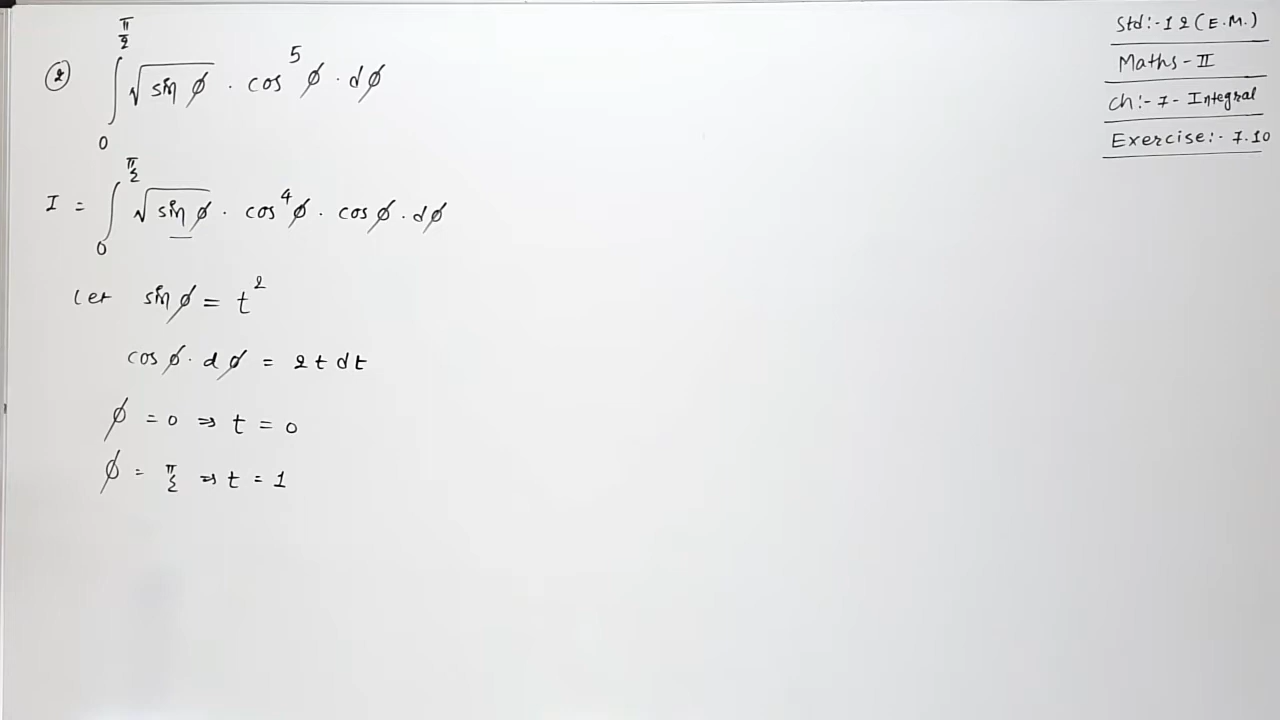 ② ∫₀^{π/2} √sin φ · cos⁵ φ · dφ
I = ∫₀^{π/2} √sin φ · cos⁴ φ · cos φ · dφ
Let sin φ = t²
cos φ · dφ = 2t dt
φ = 0 ⇒ t = 0
φ = π/2 ⇒ t = 1
Std:-12 (E.M.)
Maths - II
Ch:- 7 - Integral
Exercise:- 7.10